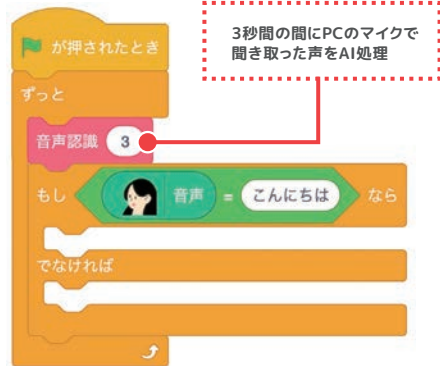 3秒間の間にPCのマイクで
聞き取った声をAI処理
が押されたとき
ずっと
音声認識 3
もし 音声 = こんにちは なら
でなければ